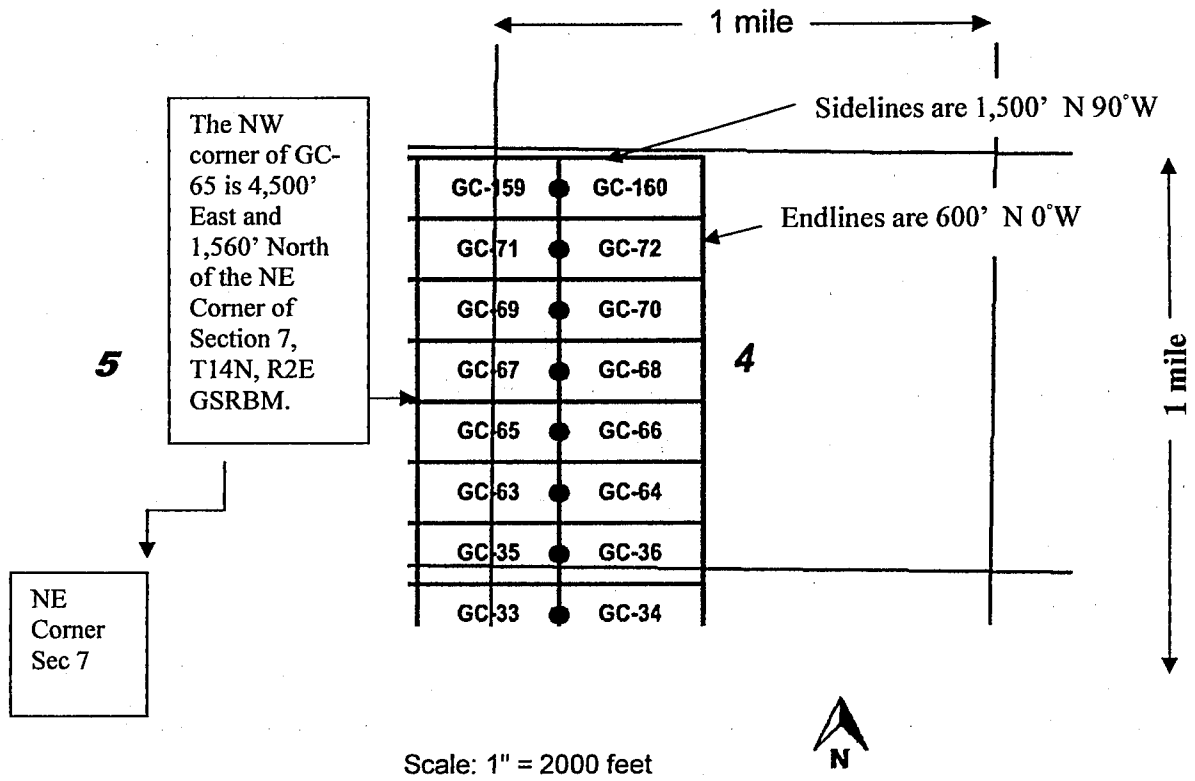 1 mile
Sidelines are 1,500' N 90°W
The NW
corner of GC-
65 is 4,500'
East and
1,560' North
of the NE
Corner of
Section 7,
T14N, R2E
GSRBM.
GC-159 GC-160
Endlines are 600' N 0°W
GC-71 GC-72
GC-69 GC-70
5
GC-67 GC-68
4
1 mile
GC-65 GC-66
GC-63 GC-64
GC-35 GC-36
GC-33 GC-34
NE
Corner
Sec 7
Scale: 1" = 2000 feet
N